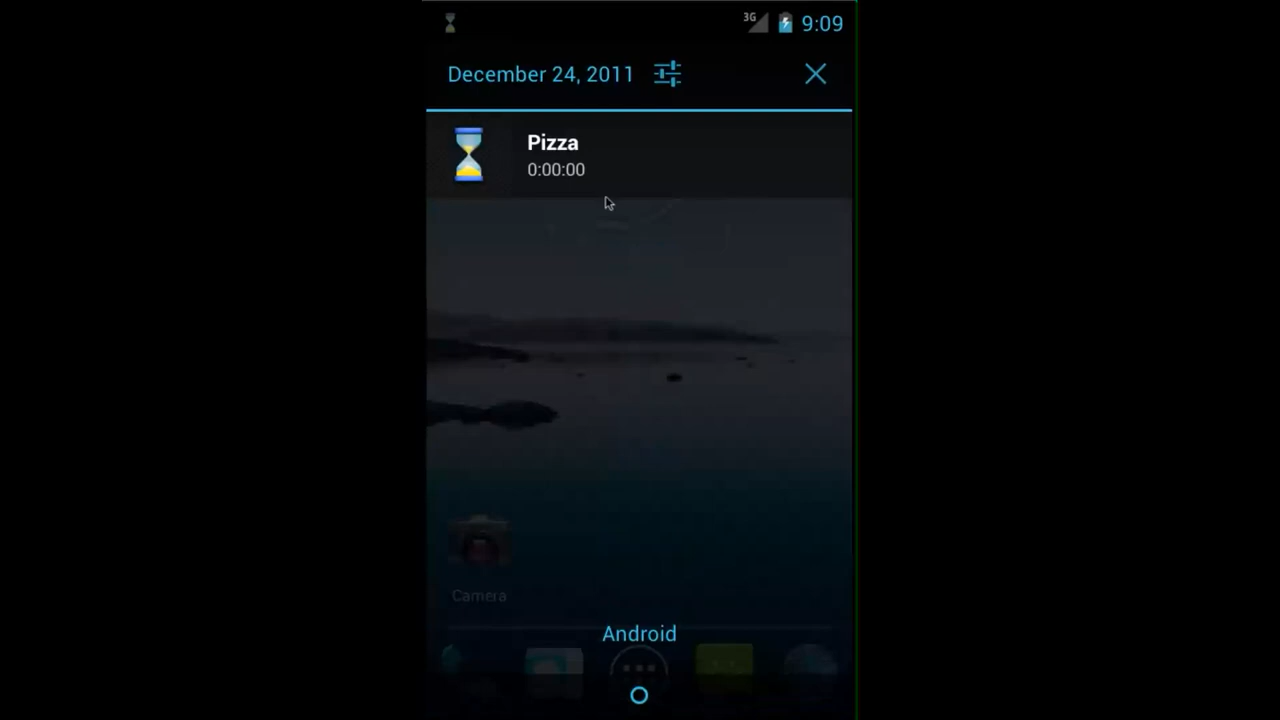 3G 9:09
December 24, 2011
Pizza
0:00:00
Camera
Android